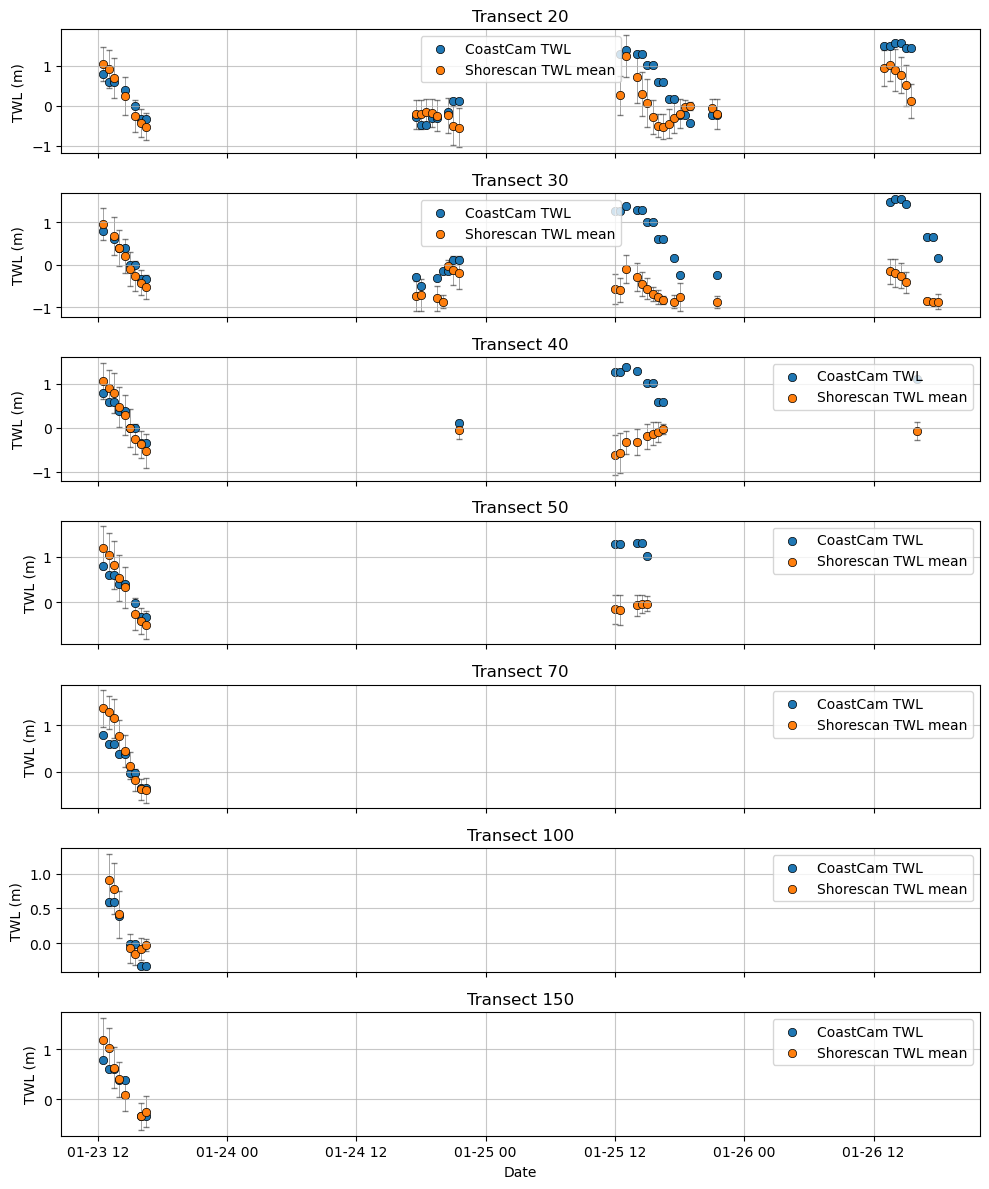 Transect 20
TWL (m)
1
0
−1
CoastCam TWL
Shorescan TWL mean
Transect 30
TWL (m)
1
0
−1
CoastCam TWL
Shorescan TWL mean
Transect 40
TWL (m)
1
0
−1
CoastCam TWL
Shorescan TWL mean
Transect 50
TWL (m)
1
0
CoastCam TWL
Shorescan TWL mean
Transect 70
TWL (m)
1
0
CoastCam TWL
Shorescan TWL mean
Transect 100
TWL (m)
1.0
0.5
0.0
CoastCam TWL
Shorescan TWL mean
Transect 150
TWL (m)
1
0
CoastCam TWL
Shorescan TWL mean
01-23 12 01-24 00 01-24 12 01-25 00 01-25 12 01-26 00 01-26 12
Date